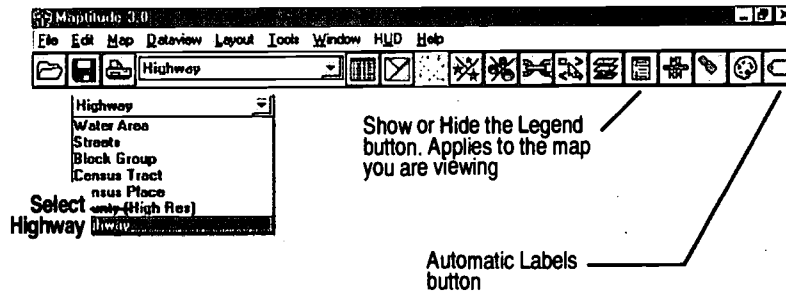 Maptitude 3.0
File Edit Map Dataview Layout Tools Window HUD Help
Highway
Highway
Water Area
Streets
Block Group
Census Tract
nsus Place
unty (High Res)
hway
Select
Highway
Show or Hide the Legend
button. Applies to the map
you are viewing
Automatic Labels
button